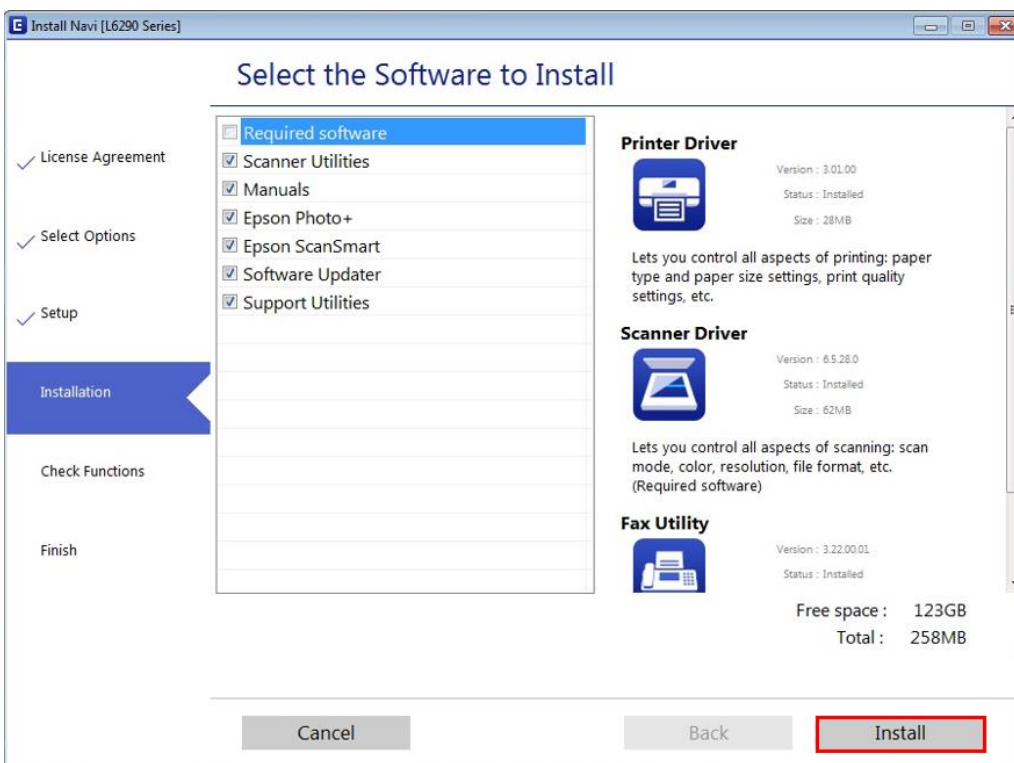 Install Navi [L6290 Series]
Select the Software to Install
License Agreement
Select Options
Setup
Installation
Check Functions
Finish
Required software
Scanner Utilities
Manuals
Epson Photo+
Epson ScanSmart
Software Updater
Support Utilities
Printer Driver
Version : 3.01.00
Status : Installed
Size : 28MB
Lets you control all aspects of printing: paper
type and paper size settings, print quality
settings, etc.
Scanner Driver
Version : 6.5.28.0
Status : Installed
Size : 62MB
Lets you control all aspects of scanning: scan
mode, color, resolution, file format, etc.
(Required software)
Fax Utility
Version : 3.22.00.01
Status : Installed
Free space : 123GB
Total : 258MB
Cancel
Back
Install